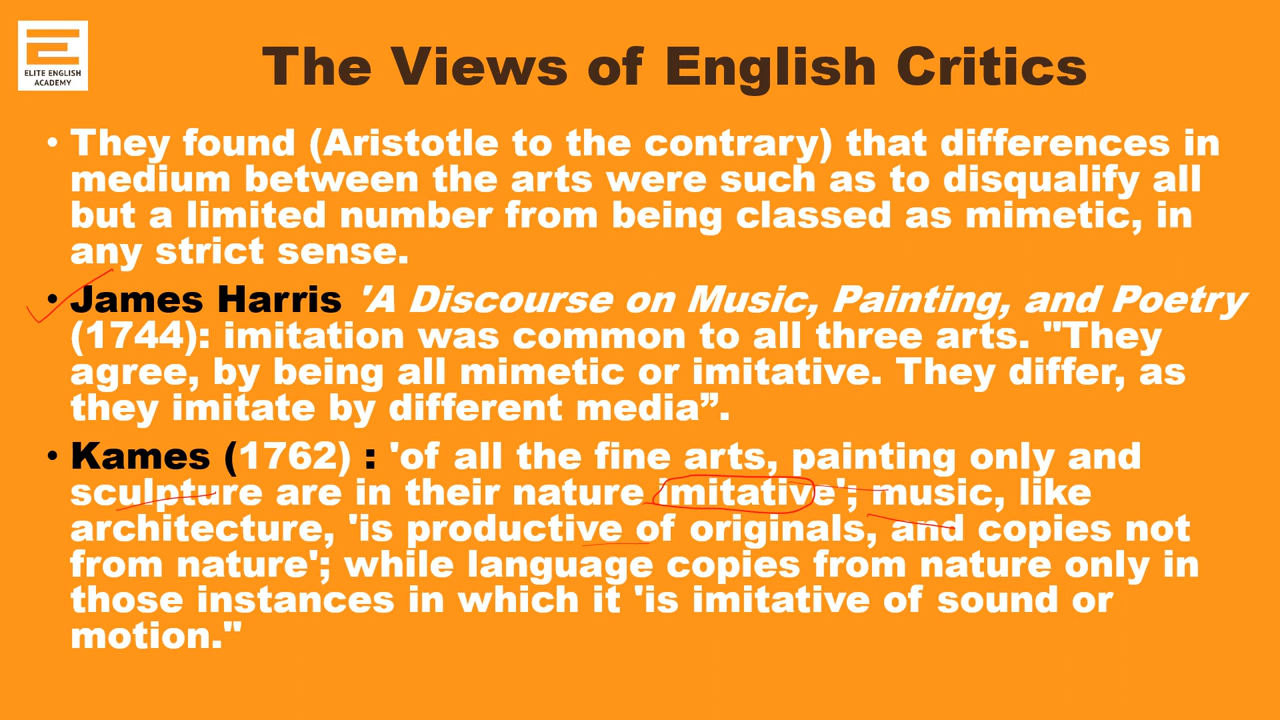 ELITE ENGLISH
ACADEMY
The Views of English Critics
• They found (Aristotle to the contrary) that differences in
medium between the arts were such as to disqualify all
but a limited number from being classed as mimetic, in
any strict sense.
• James Harris 'A Discourse on Music, Painting, and Poetry
(1744): imitation was common to all three arts. "They
agree, by being all mimetic or imitative. They differ, as
they imitate by different media”.
• Kames (1762) : 'of all the fine arts, painting only and
sculpture are in their nature imitative'; music, like
architecture, 'is productive of originals, and copies not
from nature'; while language copies from nature only in
those instances in which it 'is imitative of sound or
motion."